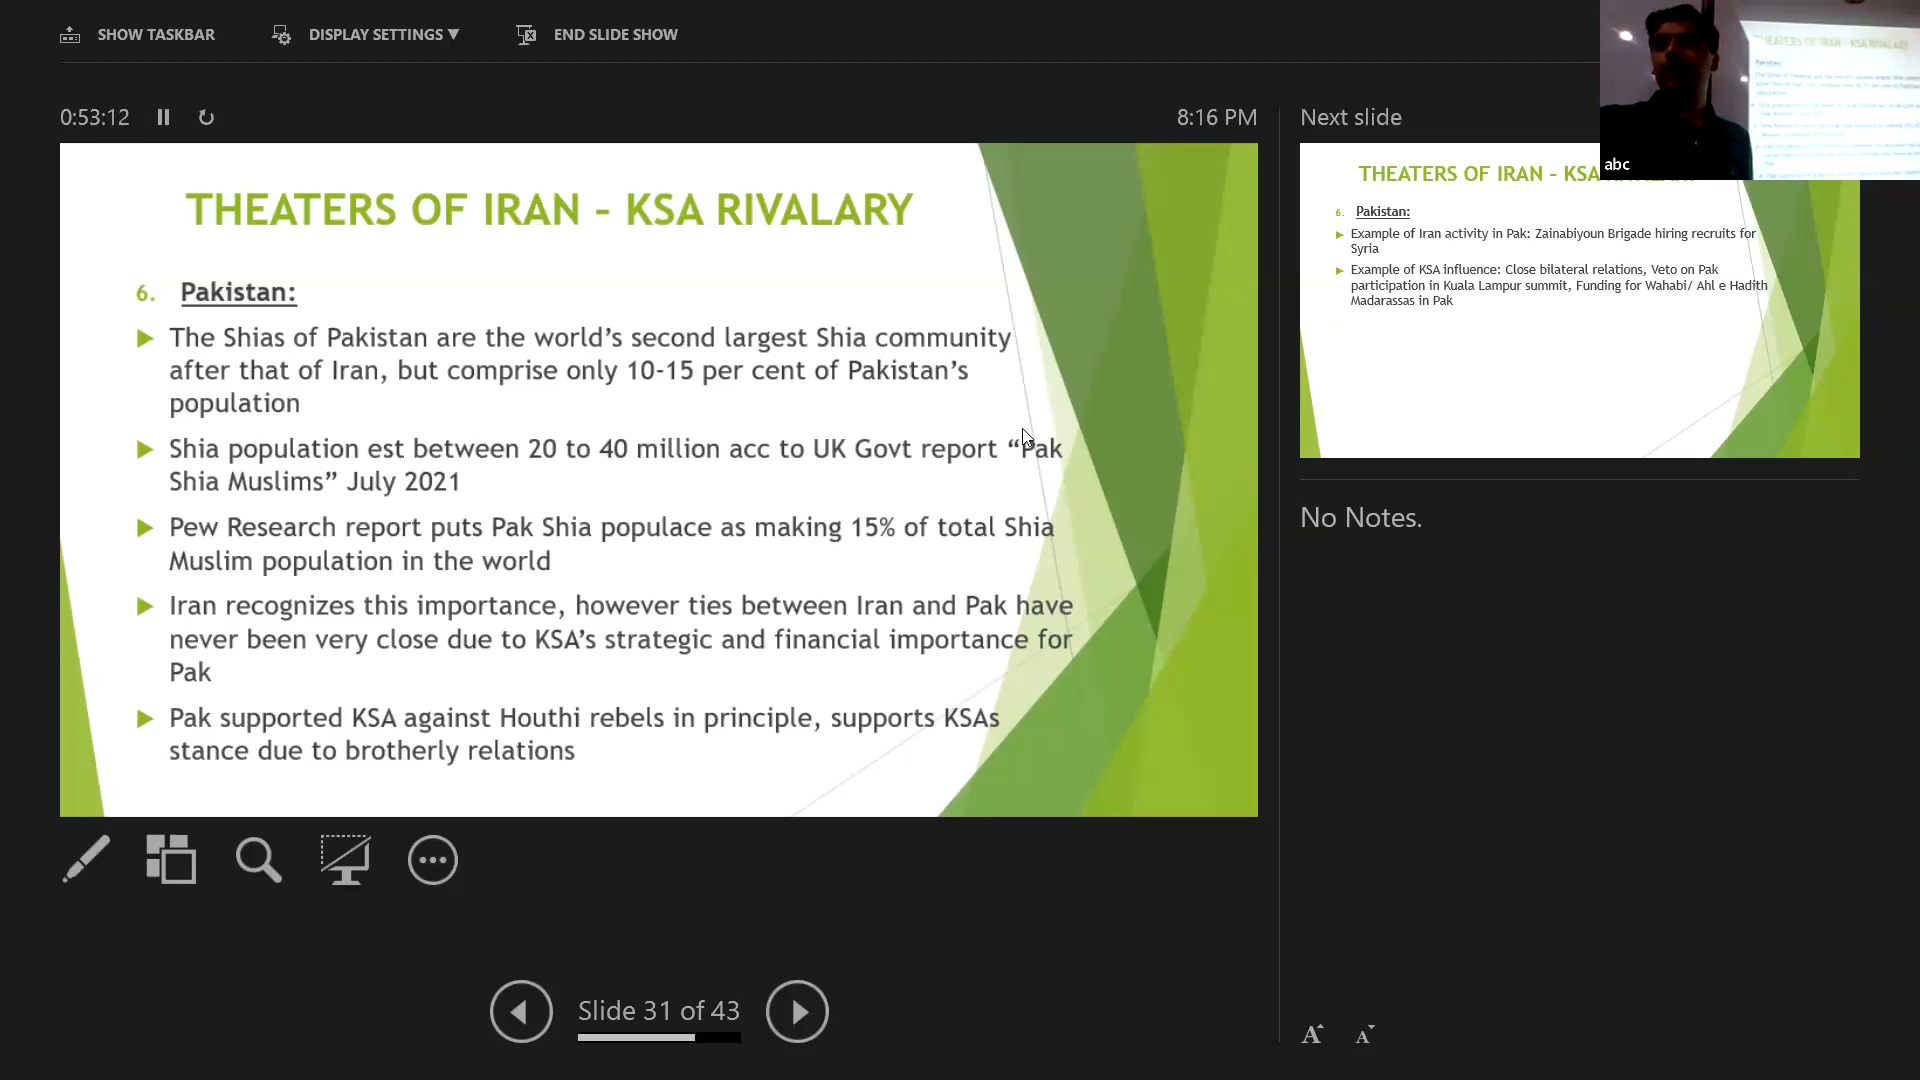 SHOW TASKBAR
DISPLAY SETTINGS ▼
END SLIDE SHOW
0:53:12
8:16 PM
THEATERS OF IRAN – KSA RIVALARY
6. Pakistan:
The Shias of Pakistan are the world’s second largest Shia community
after that of Iran, but comprise only 10-15 per cent of Pakistan’s
population
Shia population est between 20 to 40 million acc to UK Govt report “Pak
Shia Muslims” July 2021
Pew Research report puts Pak Shia populace as making 15% of total Shia
Muslim population in the world
Iran recognizes this importance, however ties between Iran and Pak have
never been very close due to KSA’s strategic and financial importance for
Pak
Pak supported KSA against Houthi rebels in principle, supports KSAs
stance due to brotherly relations
Slide 31 of 43
Next slide
THEATERS OF IRAN – KSA
6. Pakistan:
Example of Iran activity in Pak: Zainabiyoun Brigade hiring recruits for
Syria
Example of KSA influence: Close bilateral relations, Veto on Pak
participation in Kuala Lampur summit, Funding for Wahabi/ Ahl e Hadith
Madarassas in Pak
No Notes.
A A
abc
THEATERS OF IRAN – KSA RIVALARY
Pakistan: